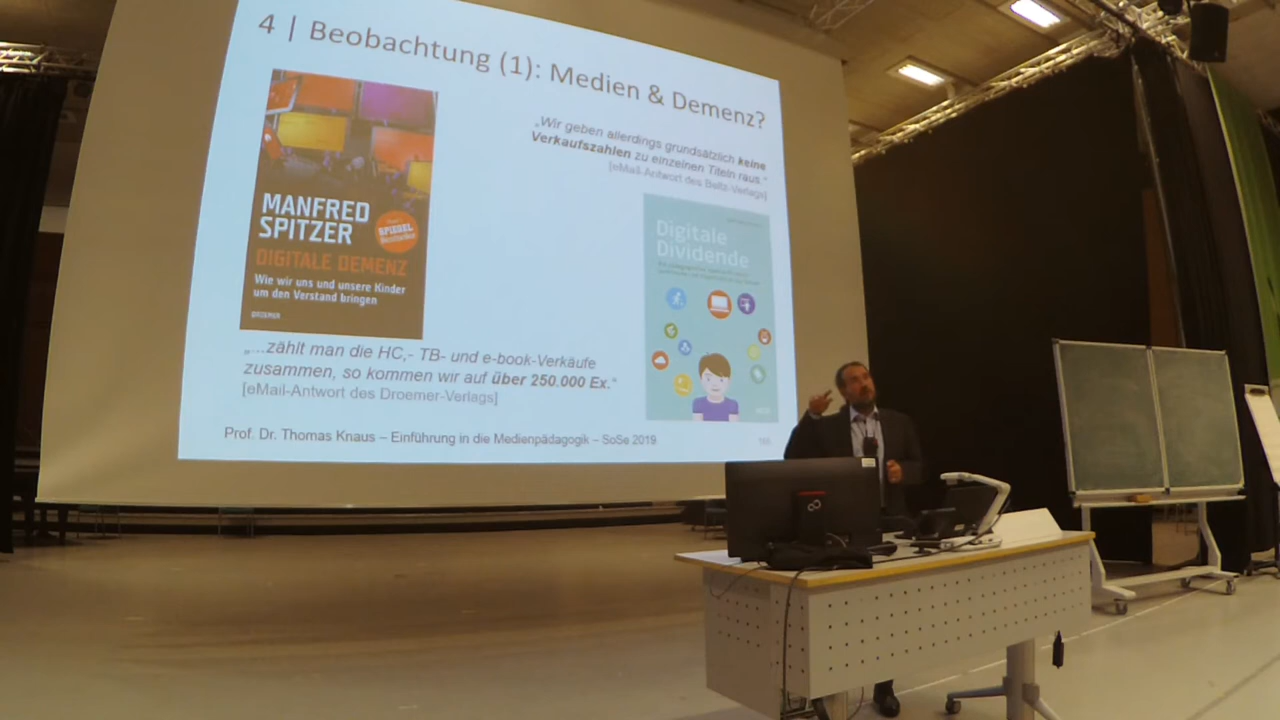 4 | Beobachtung (1): Medien & Demenz?
„Wir geben allerdings grundsätzlich keine
Verkaufszahlen zu einzelnen Titeln raus.“
[eMail-Antwort des Beltz-Verlags]
MANFRED
SPITZER
SPIEGEL
Bestseller
DIGITALE DEMENZ
Wie wir uns und unsere Kinder
um den Verstand bringen
DROEMER
Digitale
Dividende
„...zählt man die HC,- TB- und e-book-Verkäufe
zusammen, so kommen wir auf über 250.000 Ex.“
[eMail-Antwort des Droemer-Verlags]
Prof. Dr. Thomas Knaus – Einführung in die Medienpädagogik – SoSe 2019